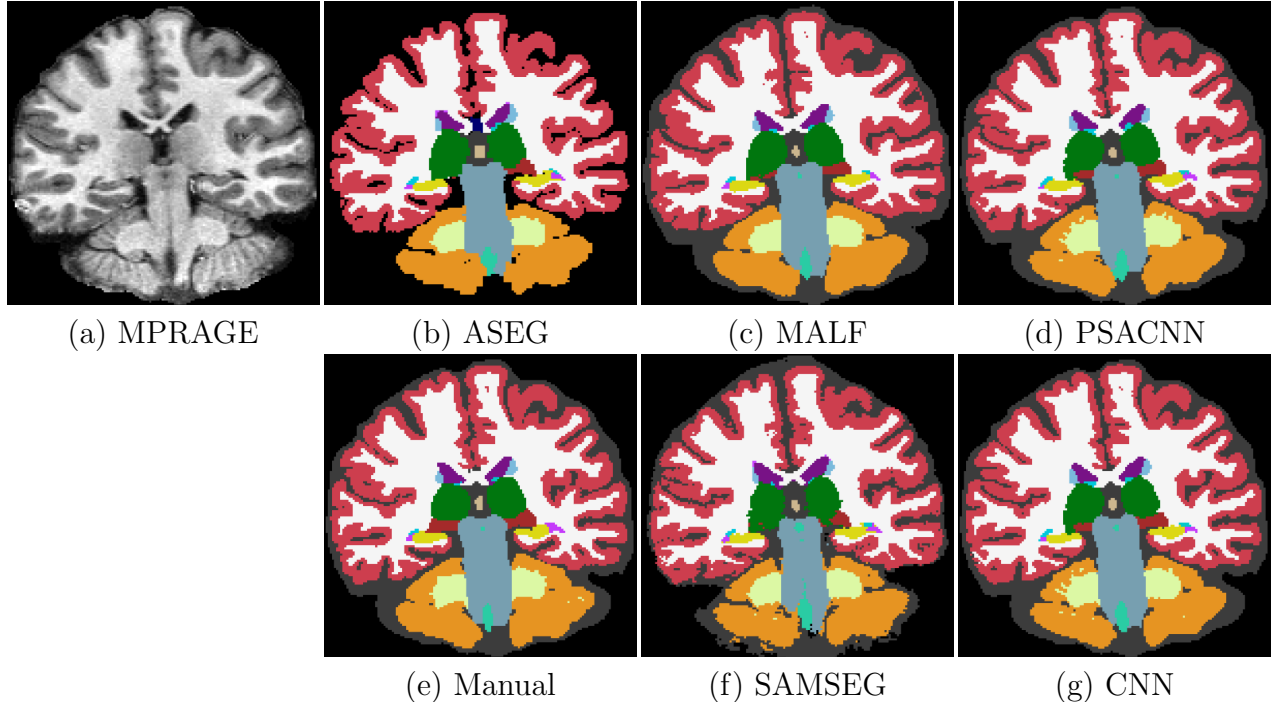 (a) MPRAGE
(b) ASEG
(c) MALF
(d) PSACNN
(e) Manual
(f) SAMSEG
(g) CNN